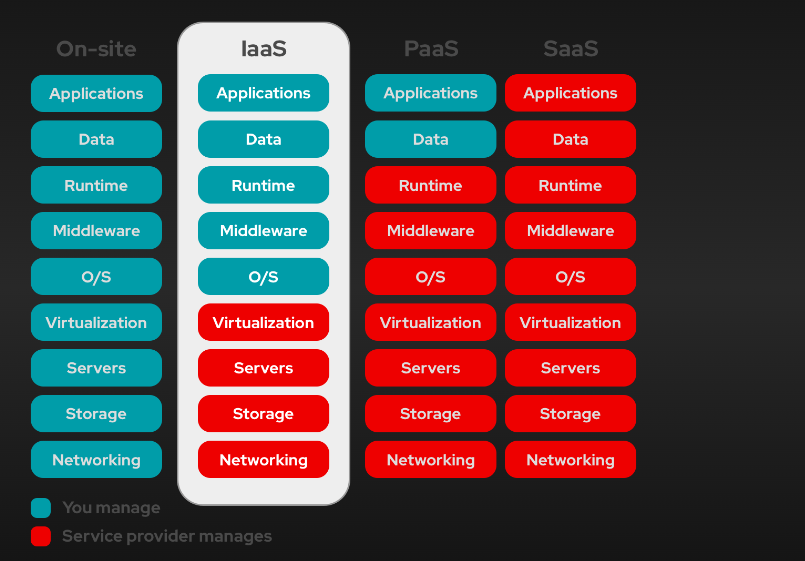 On-site IaaS PaaS SaaS
Applications Applications Applications Applications
Data Data Data Data
Runtime Runtime Runtime Runtime
Middleware Middleware Middleware Middleware
O/S O/S O/S O/S
Virtualization Virtualization Virtualization Virtualization
Servers Servers Servers Servers
Storage Storage Storage Storage
Networking Networking Networking Networking
You manage
Service provider manages